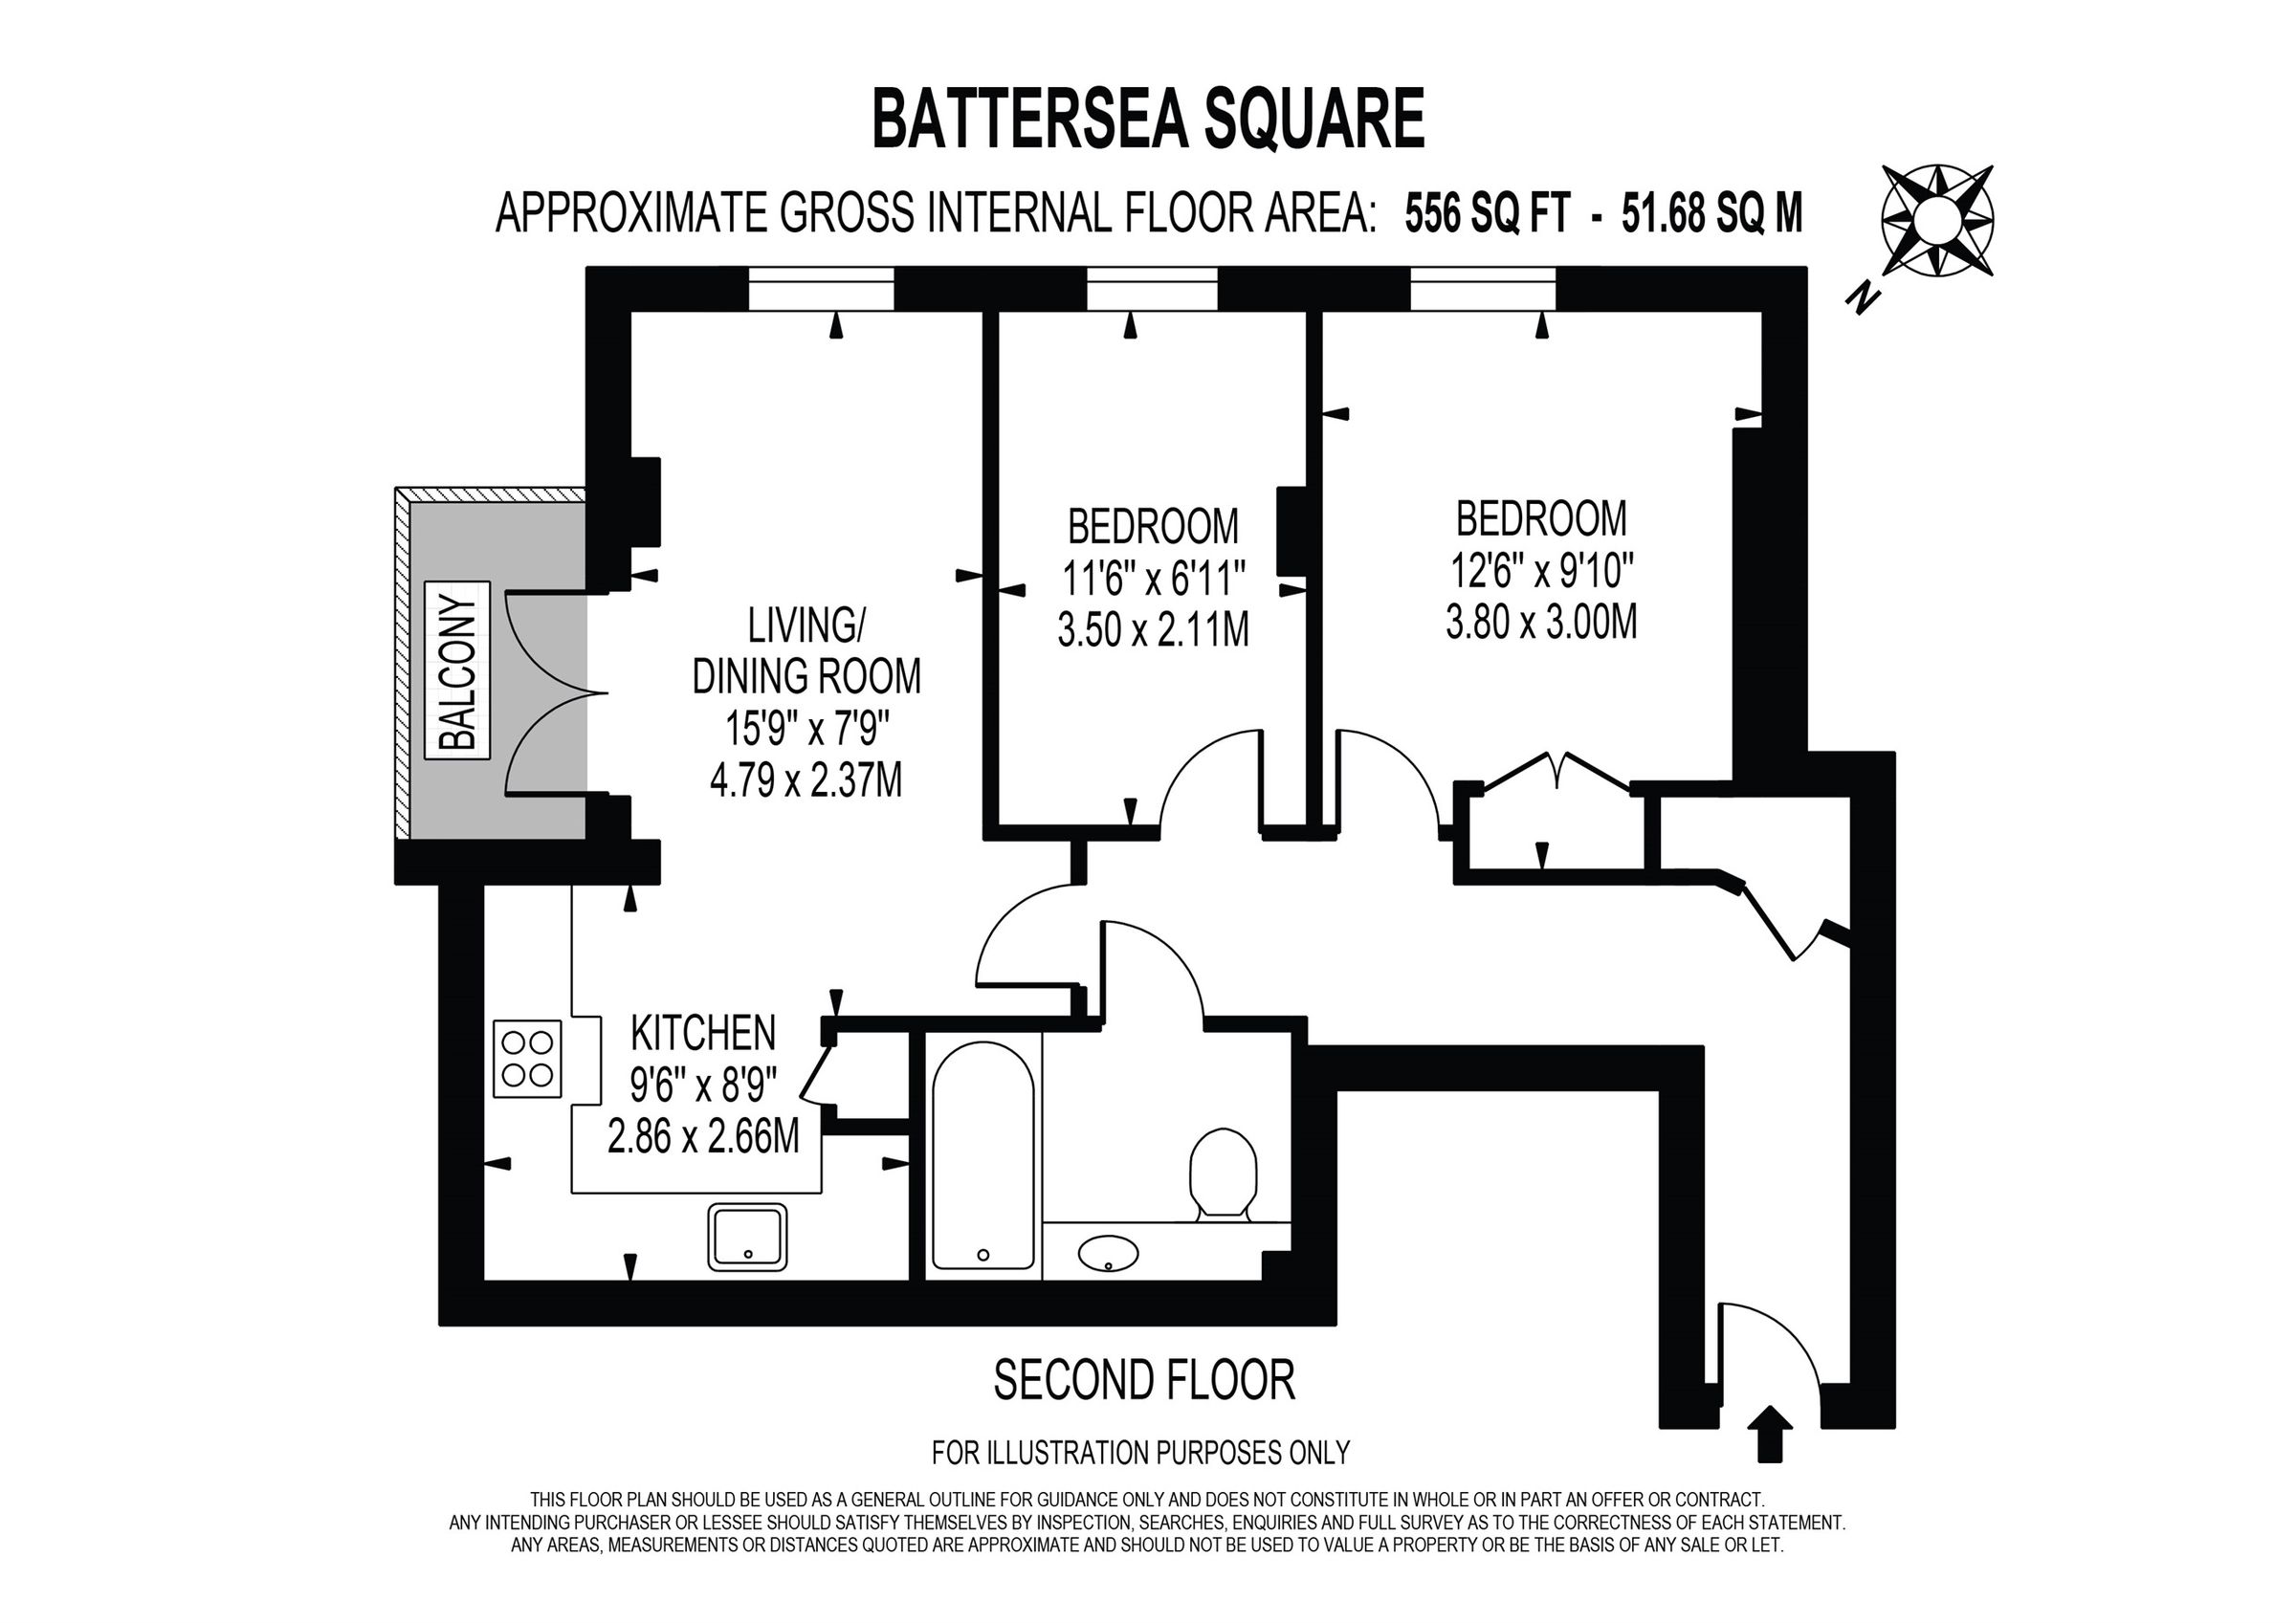 BATTERSEA SQUARE
APPROXIMATE GROSS INTERNAL FLOOR AREA: 556 SQ FT - 51.68 SQ M
N
BEDROOM
11'6" x 6'11"
3.50 x 2.11M
BEDROOM
12'6" x 9'10"
3.80 x 3.00M
BALCONY
LIVING/
DINING ROOM
15'9" x 7'9"
4.79 x 2.37M
KITCHEN
9'6" x 8'9"
2.86 x 2.66M
SECOND FLOOR
FOR ILLUSTRATION PURPOSES ONLY
THIS FLOOR PLAN SHOULD BE USED AS A GENERAL OUTLINE FOR GUIDANCE ONLY AND DOES NOT CONSTITUTE IN WHOLE OR IN PART AN OFFER OR CONTRACT.
ANY INTENDING PURCHASER OR LESSEE SHOULD SATISFY THEMSELVES BY INSPECTION, SEARCHES, ENQUIRIES AND FULL SURVEY AS TO THE CORRECTNESS OF EACH STATEMENT.
ANY AREAS, MEASUREMENTS OR DISTANCES QUOTED ARE APPROXIMATE AND SHOULD NOT BE USED TO VALUE A PROPERTY OR BE THE BASIS OF ANY SALE OR LET.